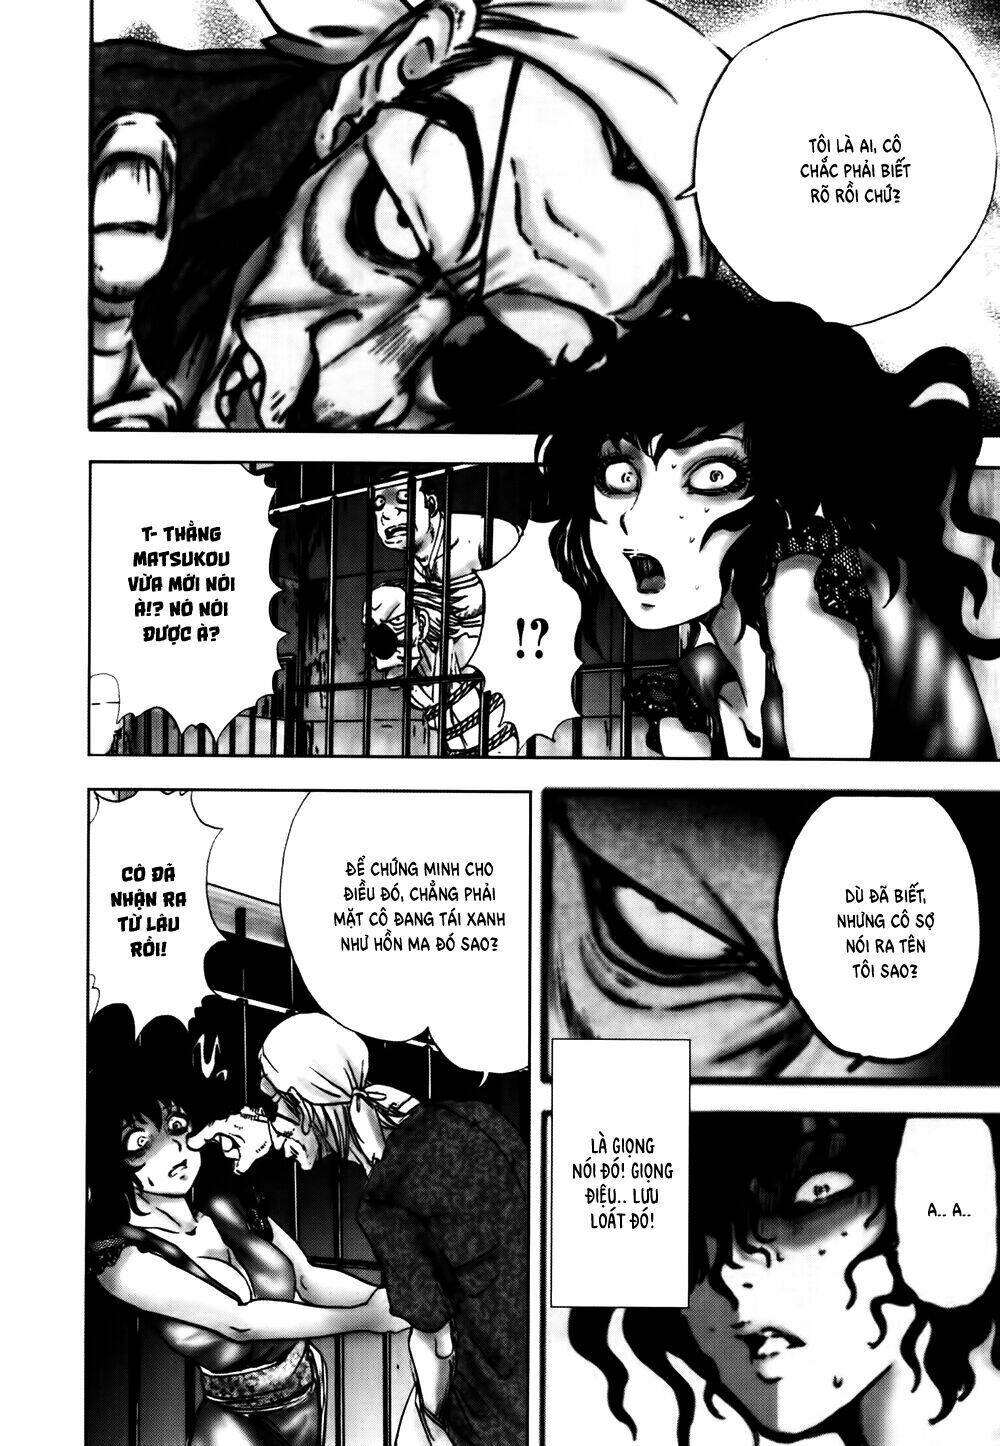 TÔI LÀ AI, CÔ
CHẮC PHẢI BIẾT
RÕ RỒI CHỨ?
!?
T- THẰNG
MATSUKOU
VỪA MỚI NÓI
À!? NÓ NÓI
ĐƯỢC À?
DÙ ĐÃ BIẾT,
NHƯNG CÔ SỢ
NÓI RA TÊN
TÔI SAO?
A.. A..
LÀ GIỌNG
NÓI ĐÓ! GIỌNG
ĐIỆU.. LƯU
LOÁT ĐÓ!
ĐỂ CHỨNG MINH CHO
ĐIỀU ĐÓ, CHẲNG PHẢI
MẶT CÔ ĐANG TÁI XANH
NHƯ HỒN MA ĐÓ SAO?
CÔ ĐÃ
NHẬN RA
TỪ LÂU
RỒI!